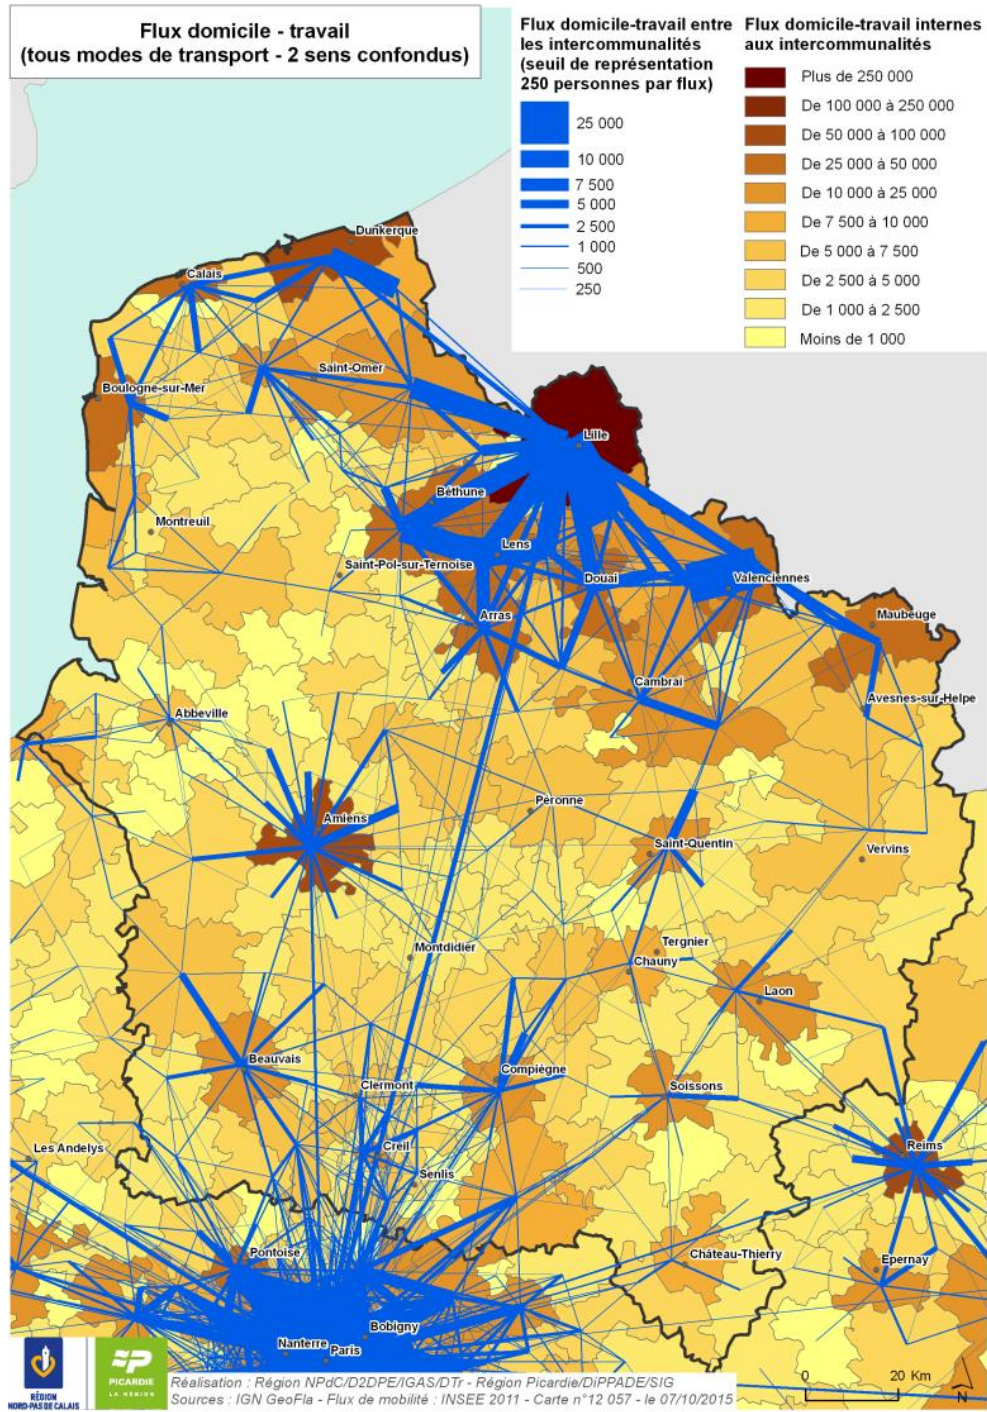 Flux domicile - travail
(tous modes de transport - 2 sens confondus)
Flux domicile-travail entre
les intercommunalités
(seuil de représentation
250 personnes par flux)
25 000
10 000
7 500
5 000
2 500
1 000
500
250
Flux domicile-travail internes
aux intercommunalités
Plus de 250 000
De 100 000 à 250 000
De 50 000 à 100 000
De 25 000 à 50 000
De 10 000 à 25 000
De 7 500 à 10 000
De 5 000 à 7 500
De 2 500 à 5 000
De 1 000 à 2 500
Moins de 1 000
Dunkerque
Calais
Saint-Omer
Boulogne-sur-Mer
Lille
Béthune
Montreuil
Lens
Saint-Pol-sur-Ternoise
Douai
Valenciennes
Arras
Maubeuge
Cambrai
Avesnes-sur-Helpe
Abbeville
Péronne
Amiens
Saint-Quentin
Vervins
Montdidier
Tergnier
Chauny
Laon
Beauvais
Compiègne
Clermont
Soissons
Les Andelys
Creil
Reims
Senlis
Pontoise
Château-Thierry
Epernay
Bobigny
Nanterre
Paris
0 20 Km
N
RÉGION
NORD-PAS DE CALAIS
PICARDIE
LA RÉGION
Réalisation : Région NPdC/D2DPE/IGAS/DTr - Région Picardie/DiPPADE/SIG
Sources : IGN GeoFla - Flux de mobilité : INSEE 2011 - Carte n°12 057 - le 07/10/2015